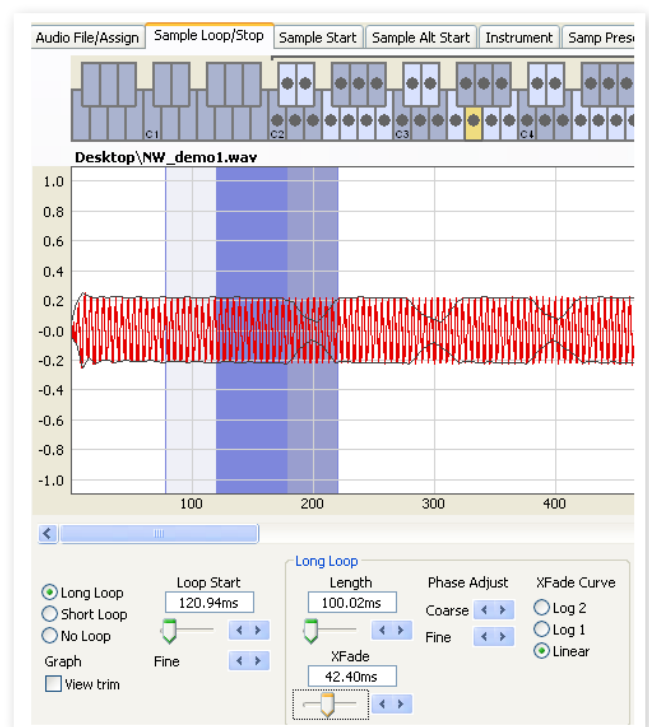 Audio File/Assign Sample Loop/Stop Sample Start Sample Alt Start Instrument Samp Prese
C1 C2 C3 C4
Desktop\NW_demo1.wav
1.0
0.8
0.6
0.4
0.2
-0.0
-0.2
-0.4
-0.6
-0.8
-1.0
100 200 300 400
Long Loop
Long Loop
Short Loop
No Loop
Graph
View trim
Loop Start
120.94ms
Fine
Length
100.02ms
XFade
42.40ms
Phase Adjust
Coarse
Fine
XFade Curve
Log 2
Log 1
Linear